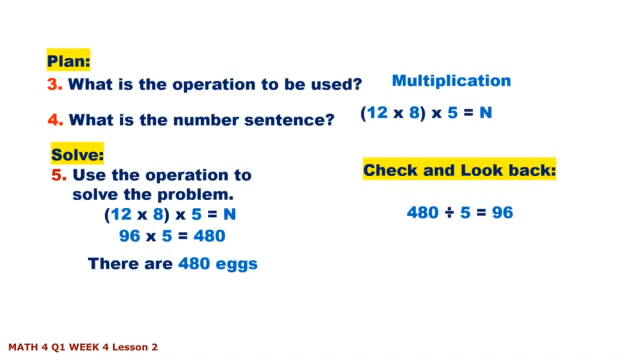 Plan:
3. What is the operation to be used?
Multiplication
4. What is the number sentence?
(12 x 8) x 5 = N
Solve:
5. Use the operation to
solve the problem.
(12 x 8) x 5 = N
96 x 5 = 480
There are 480 eggs
Check and Look back:
480 ÷ 5 = 96
MATH 4 Q1 WEEK 4 Lesson 2